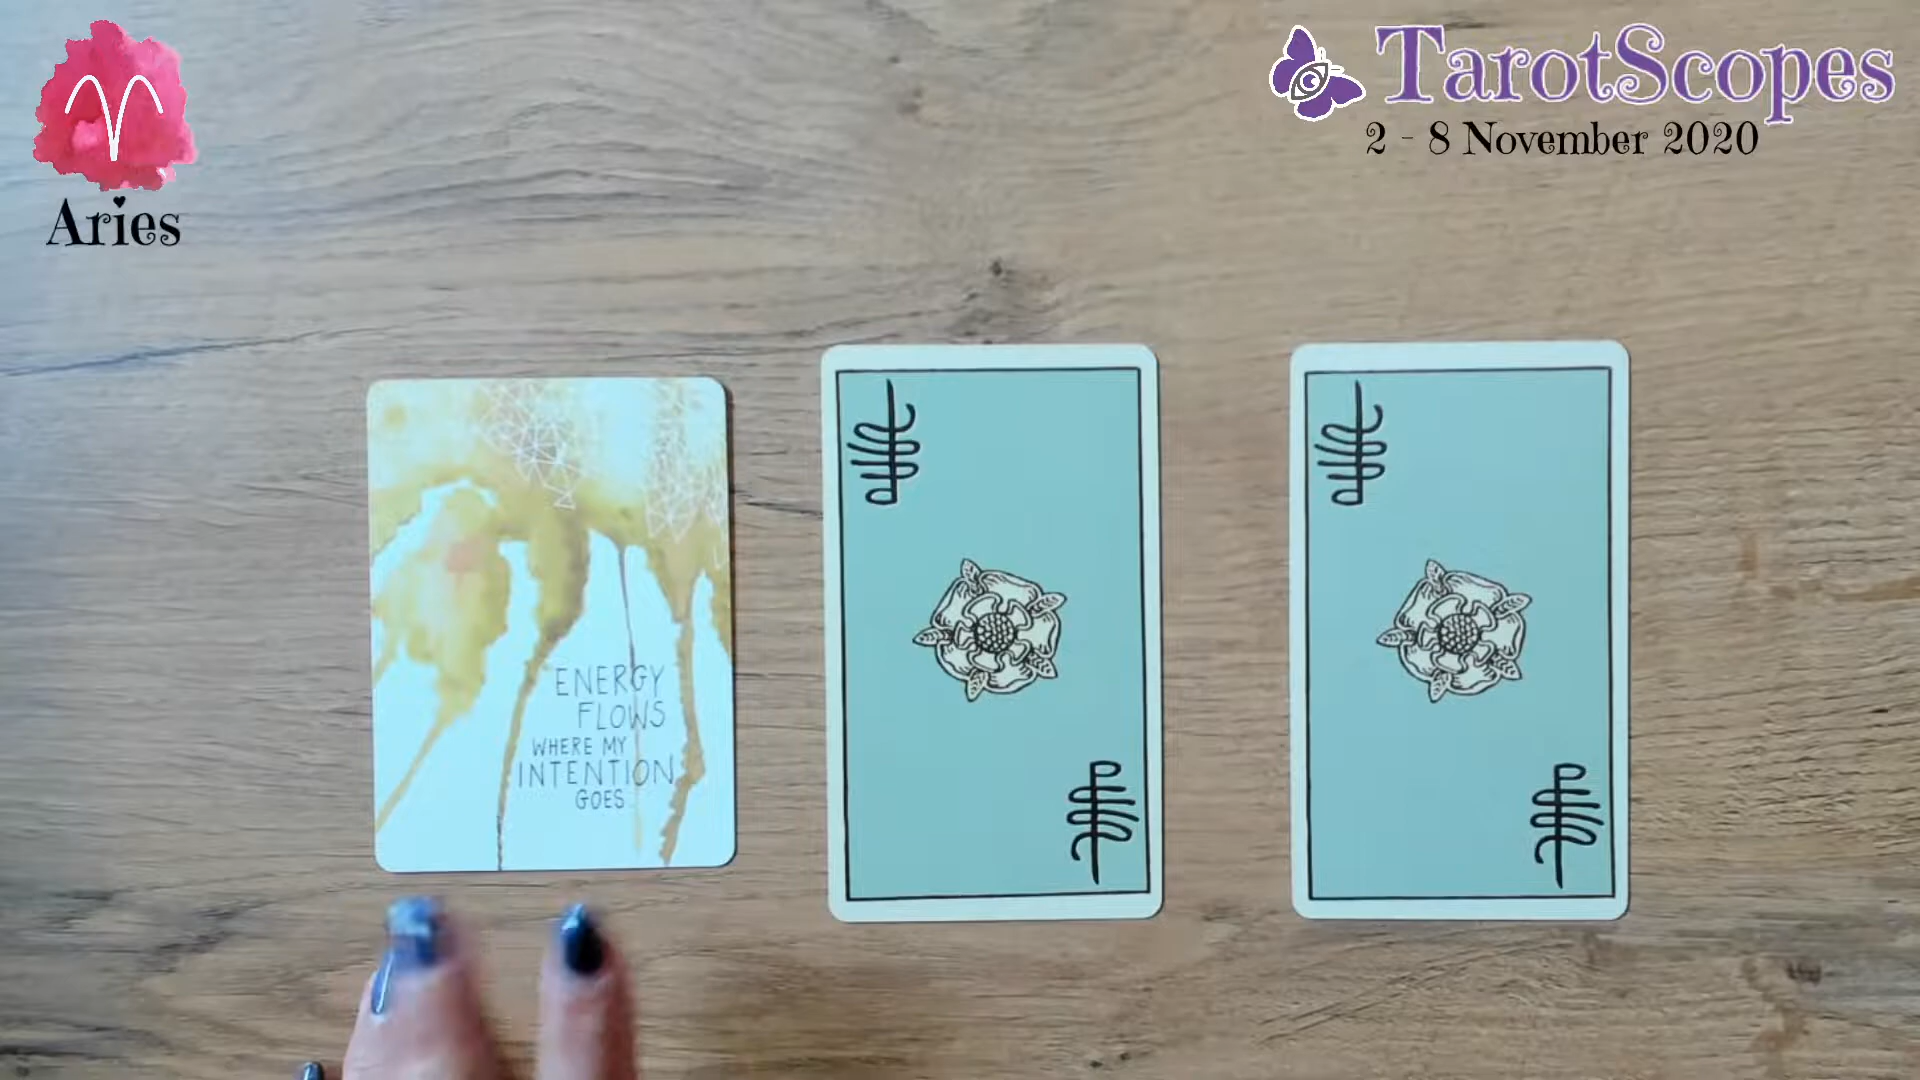 Aries
TarotScopes
2 - 8 November 2020
ENERGY
FLOWS
WHERE MY
INTENTION
GOES